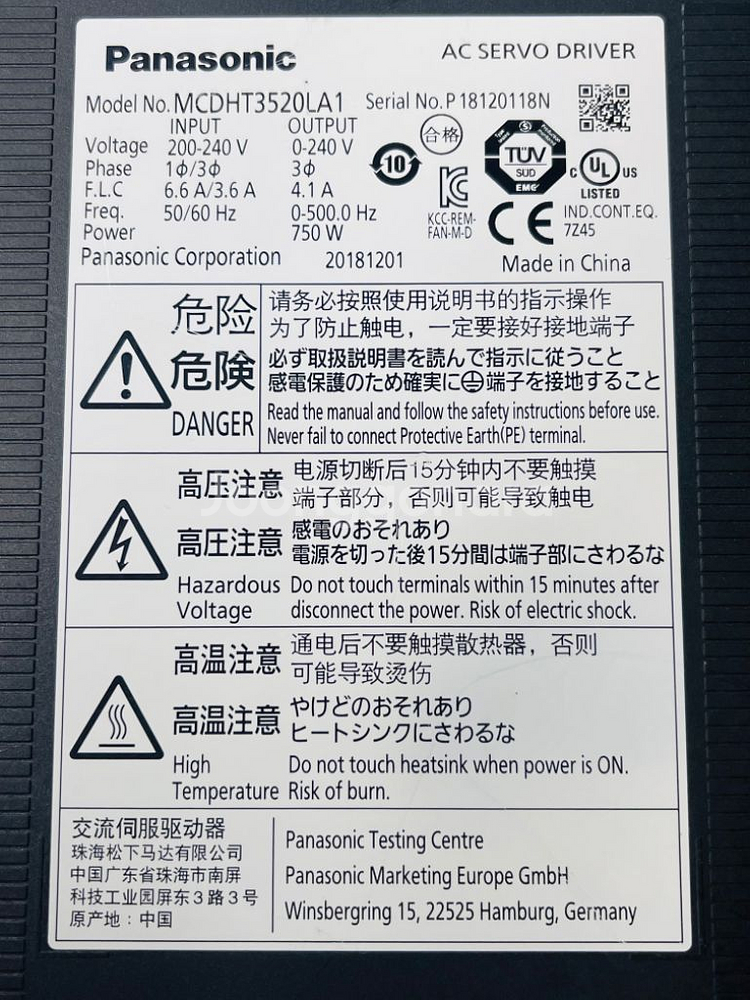 Panasonic
AC SERVO DRIVER
Model No. MCDHT3520LA1 Serial No. P18120118N
INPUT OUTPUT
Voltage 200-240 V 0-240 V
Phase 1ϕ/3ϕ 3ϕ
F.L.C 6.6 A/3.6 A 4.1 A
Freq. 50/60 Hz 0-500.0 Hz
Power 750 W
合格
10
TÜV
SUD
EMC
C UL US
LISTED
IND.CONT.EQ.
7Z45
KCC-REM-
FAN-M-D
CE
Panasonic Corporation 20181201 Made in China
危险
请务必按照使用说明书的指示操作
为了防止触电，一定要接好接地端子
危険
必ず取扱説明書を読んで指示に従うこと
感電保護のため確実に端子を接地すること
DANGER
Read the manual and follow the safety instructions before use.
Never fail to connect Protective Earth(PE) terminal.
高压注意
电源切断后15分钟内不要触摸
端子部分，否则可能导致触电
高圧注意
感電のおそれあり
電源を切った後15分間は端子部にさわるな
Hazardous
Voltage
Do not touch terminals within 15 minutes after
disconnect the power. Risk of electric shock.
高温注意
通电后不要触摸散热器，否则
可能导致烫伤
高温注意
やけどのおそれあり
ヒートシンクにさわるな
High
Temperature
Do not touch heatsink when power is ON.
Risk of burn.
交流伺服驱动器
珠海松下马达有限公司
中国广东省珠海市南屏
科技工业园屏东3路3号
原产地：中国
Panasonic Testing Centre
Panasonic Marketing Europe GmbH
Winsbergring 15, 22525 Hamburg, Germany